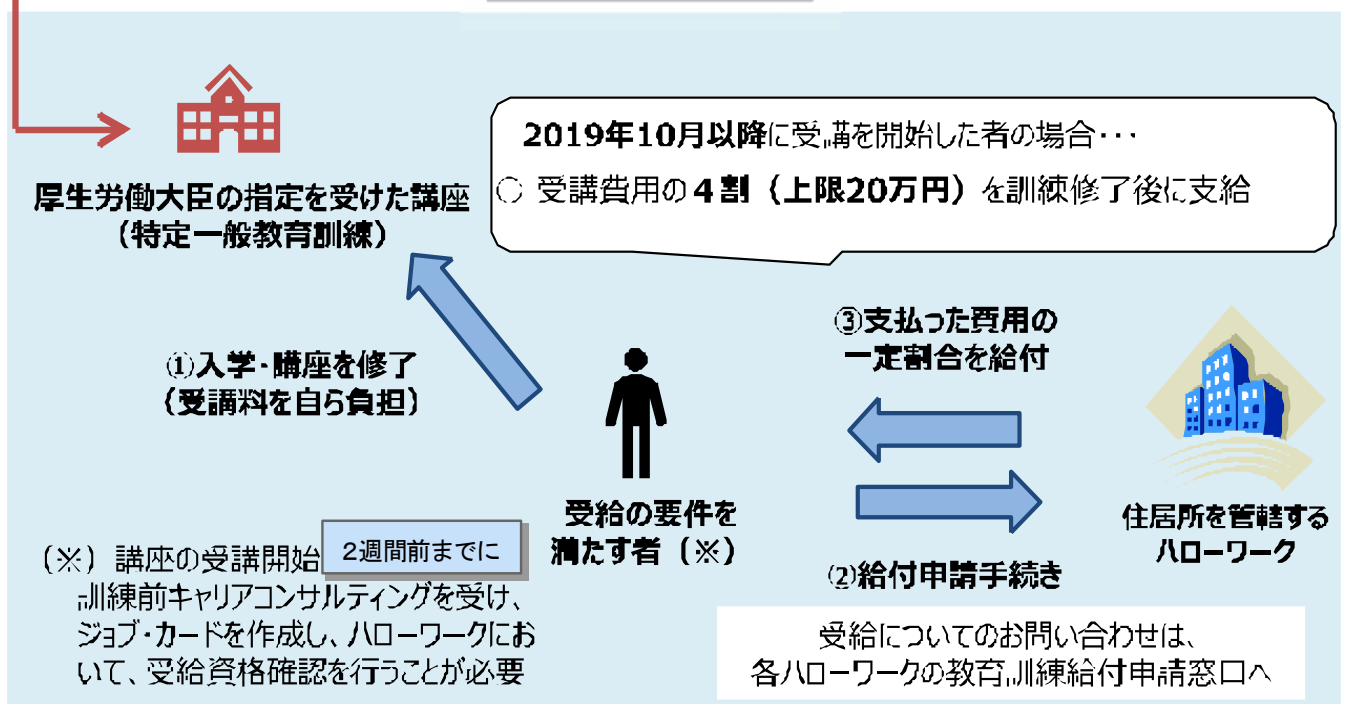 2019年10月以降に受講を開始した者の場合・・・
○ 受講費用の４割（上限20万円）を訓練修了後に支給
厚生労働大臣の指定を受けた講座
（特定一般教育訓練）
①入学・講座を修了
（受講料を自ら負担）
③支払った費用の
一定割合を給付
受給の要件を
満たす者（※）
②給付申請手続き
住居所を管轄する
ハローワーク
（※）講座の受講開始2週間前までに
訓練前キャリアコンサルティングを受け、
ジョブ・カードを作成し、ハローワークにお
いて、受給資格確認を行うことが必要
受給についてのお問い合わせは、
各ハローワークの教育訓練給付申請窓口へ